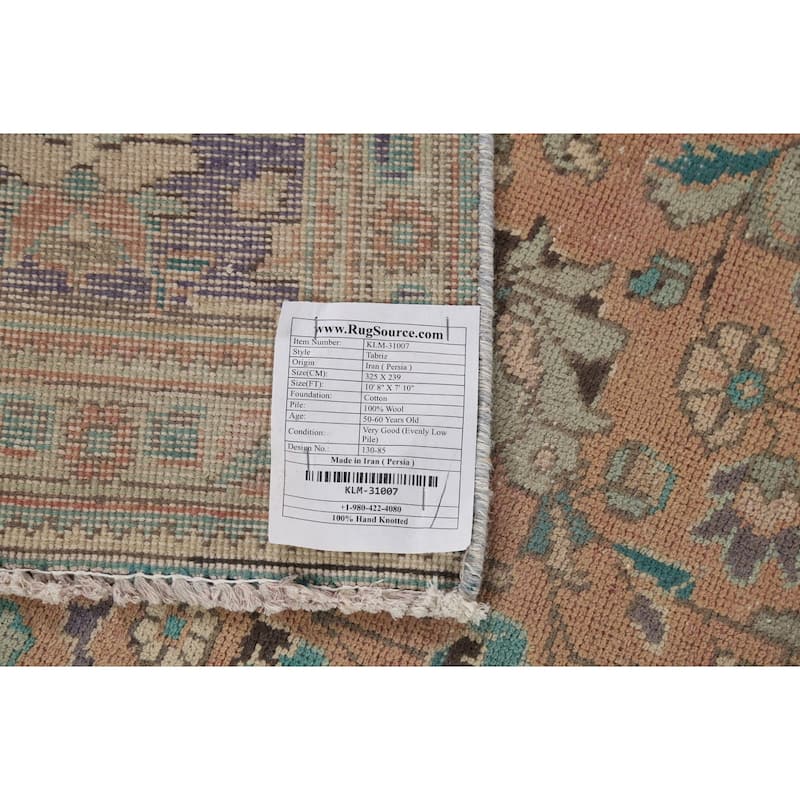 www.RugSource.com
Item Number: KLM-31007
Style Tabriz
Origin Iran ( Persia )
Size(CM): 325 X 239
Size(FT): 10' 8" X 7' 10"
Foundation: Cotton
Pile: 100% Wool
Age: 50-60 Years Old
Condition: Very Good (Evenly Low
Pile)
Design No.: 130-85
Made in Iran ( Persia )
KLM-31007
+1-980-422-4080
100% Hand Knotted